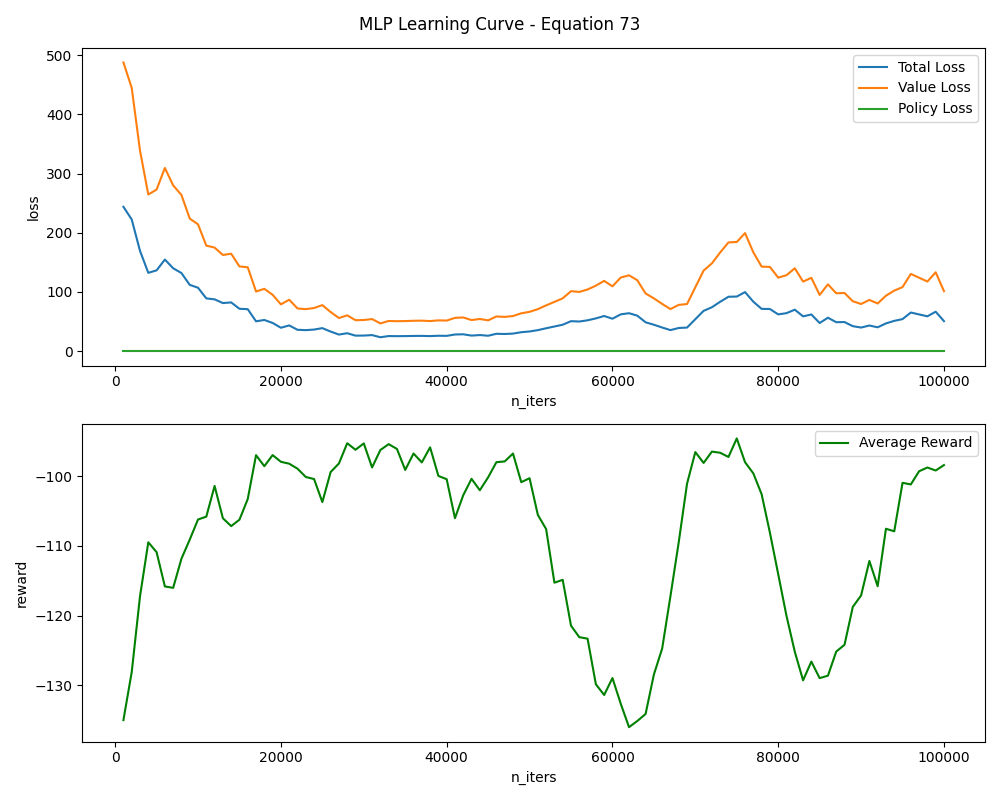 MLP Learning Curve - Equation 73
500
400
300
200
100
0
loss
Total Loss
Value Loss
Policy Loss
0 20000 40000 60000 80000 100000
n_iters
−100
−110
−120
−130
reward
Average Reward
0 20000 40000 60000 80000 100000
n_iters